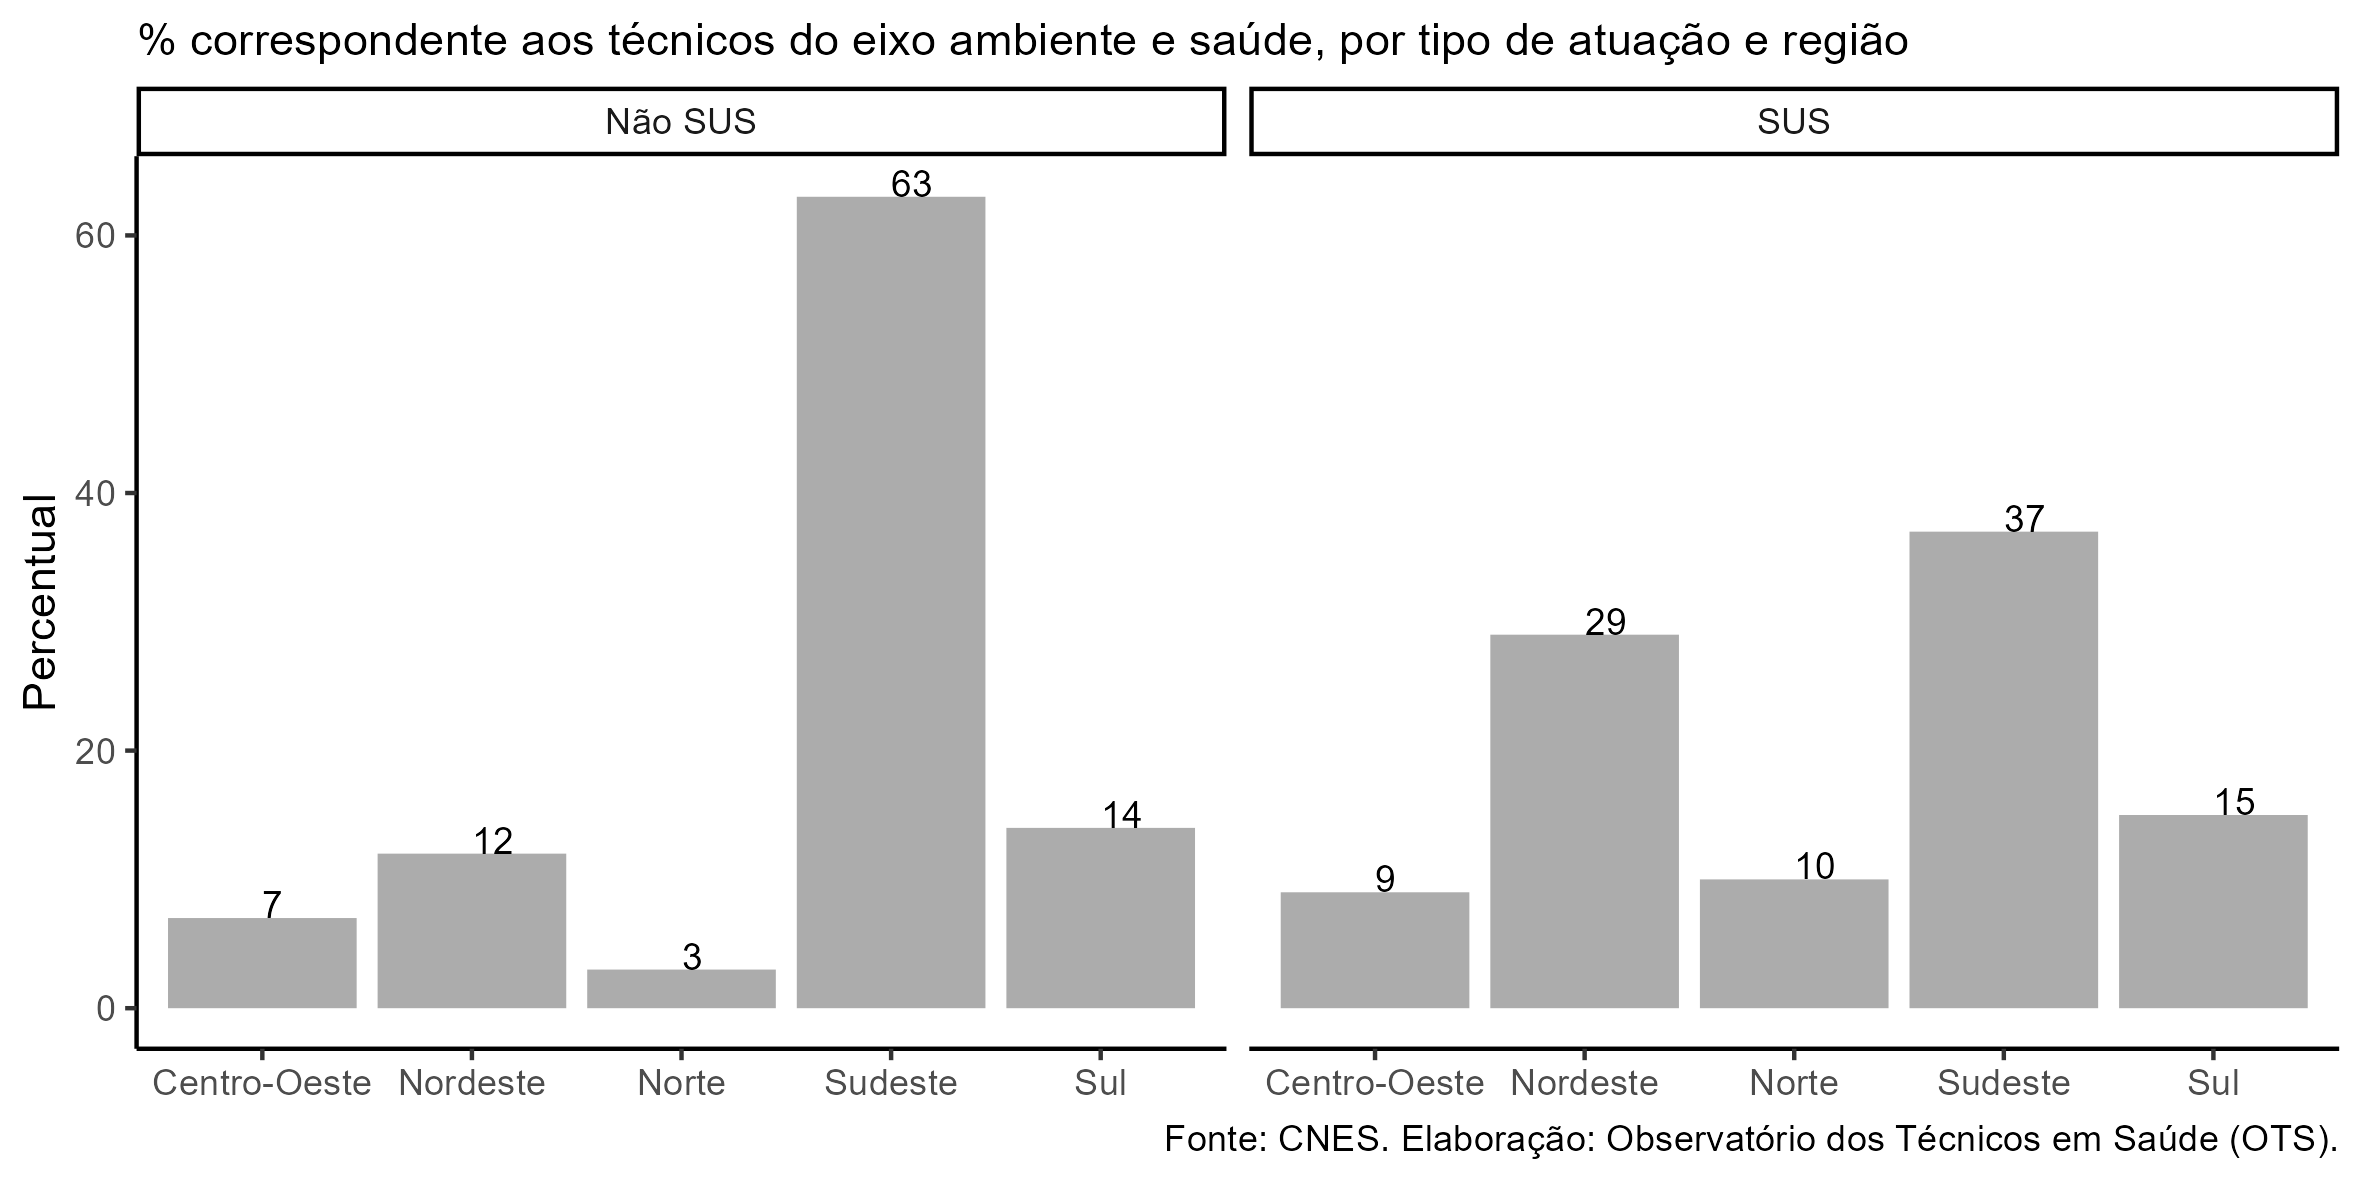 % correspondente aos técnicos do eixo ambiente e saúde, por tipo de atuação e região
Não SUS
SUS
Percentual
60
40
20
0
7
12
3
63
14
9
29
10
37
15
Centro-Oeste Nordeste Norte Sudeste Sul
Centro-Oeste Nordeste Norte Sudeste Sul
Fonte: CNES. Elaboração: Observatório dos Técnicos em Saúde (OTS).